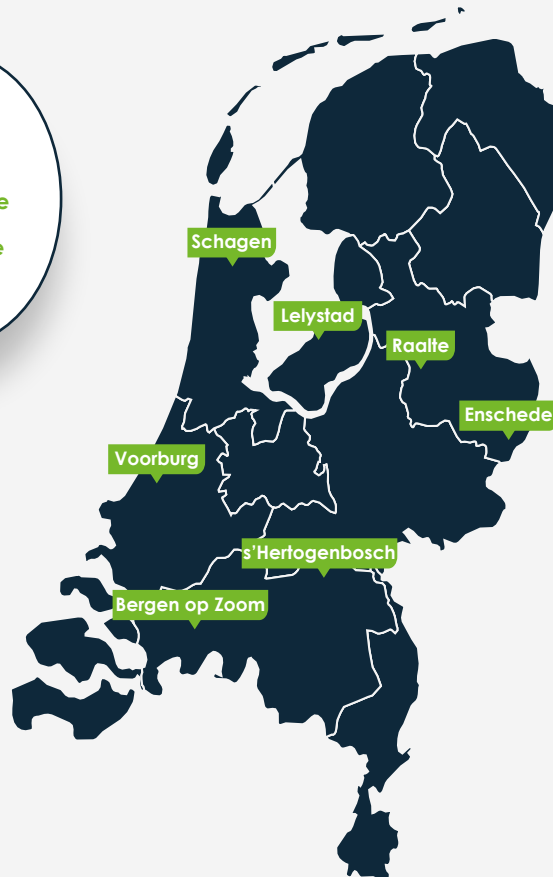 e
e
Schagen
Lelystad
Raalte
Enschede
Voorburg
s'Hertogenbosch
Bergen op Zoom